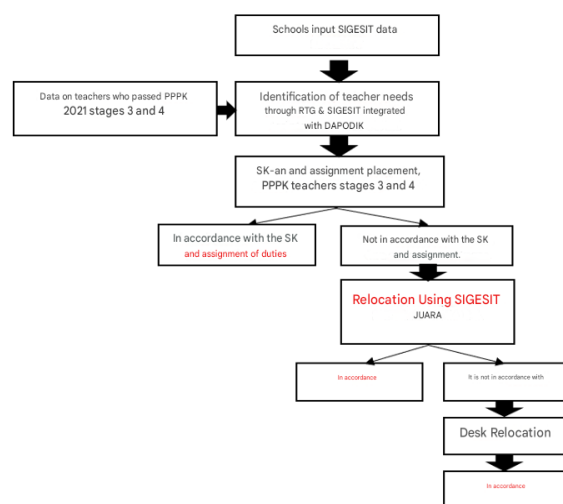 Schools input SIGESIT data
Data on teachers who passed PPPK
2021 stages 3 and 4
Identification of teacher needs
through RTG & SIGESIT integrated
with DAPODIK
SK-an and assignment placement,
PPPK teachers stages 3 and 4
In accordance with the SK
and assignment of duties
Not in accordance with the SK
and assignment.
Relocation Using SIGESIT
JUARA
In accordance
It is not in accordance with
Desk Relocation
In accordance